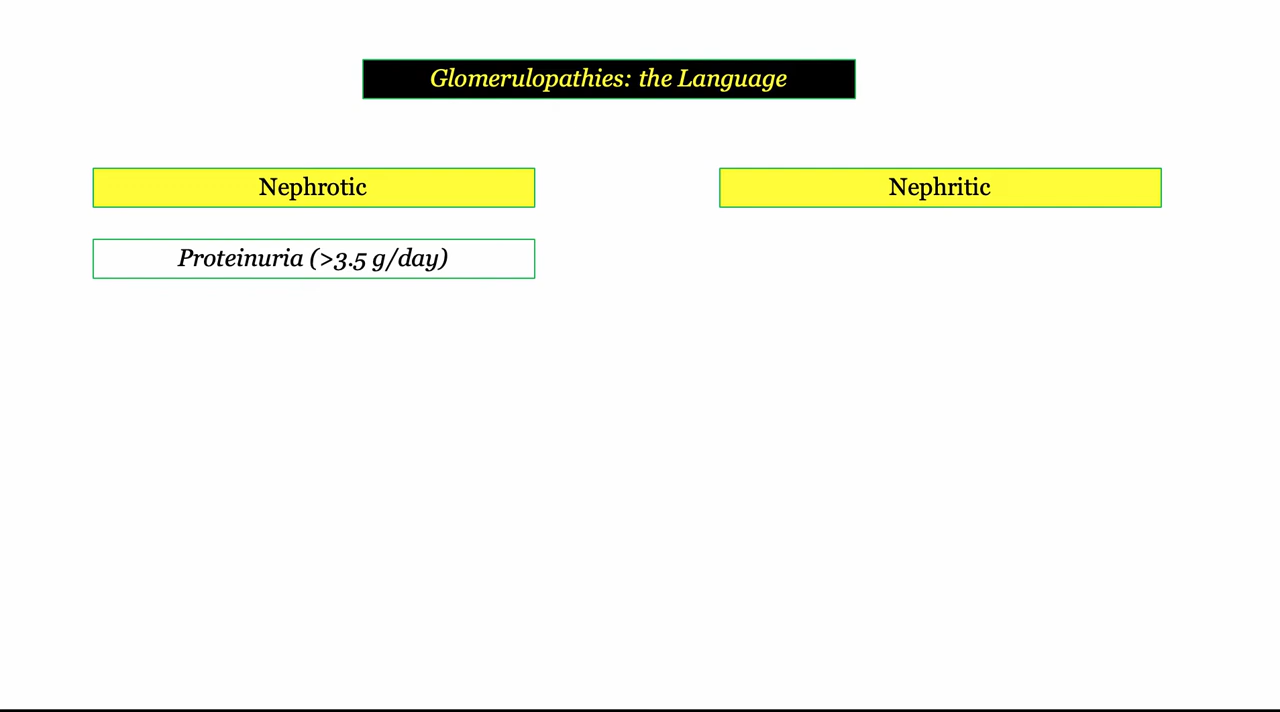 Glomerulopathies: the Language
Nephrotic
Nephritic
Proteinuria (>3.5 g/day)